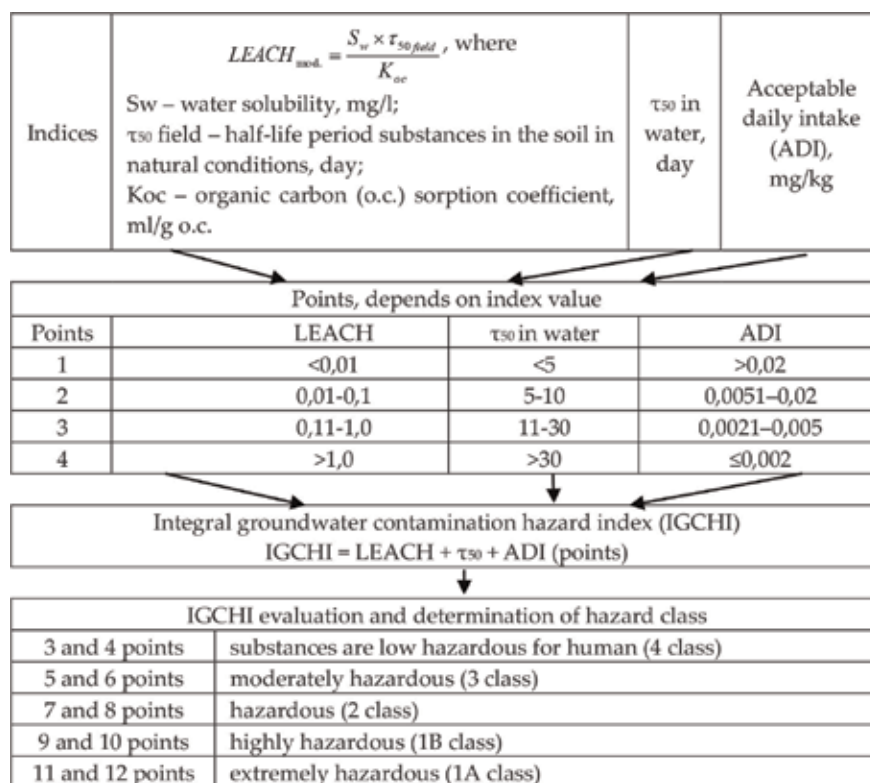 Indices
LEACH mod. = Sw × τ50 field / Koc, where
Sw – water solubility, mg/l;
τ50 field – half-life period substances in the soil in
natural conditions, day;
Koc – organic carbon (o.c.) sorption coefficient,
ml/g o.c.
τ50 in
water,
day
Acceptable
daily intake
(ADI),
mg/kg
Points, depends on index value
Points LEACH τ50 in water ADI
1 <0,01 <5 >0,02
2 0,01-0,1 5-10 0,0051–0,02
3 0,11-1,0 11-30 0,0021–0,005
4 >1,0 >30 ≤0,002
Integral groundwater contamination hazard index (IGCHI)
IGCHI = LEACH + τ50 + ADI (points)
IGCHI evaluation and determination of hazard class
3 and 4 points substances are low hazardous for human (4 class)
5 and 6 points moderately hazardous (3 class)
7 and 8 points hazardous (2 class)
9 and 10 points highly hazardous (1B class)
11 and 12 points extremely hazardous (1A class)